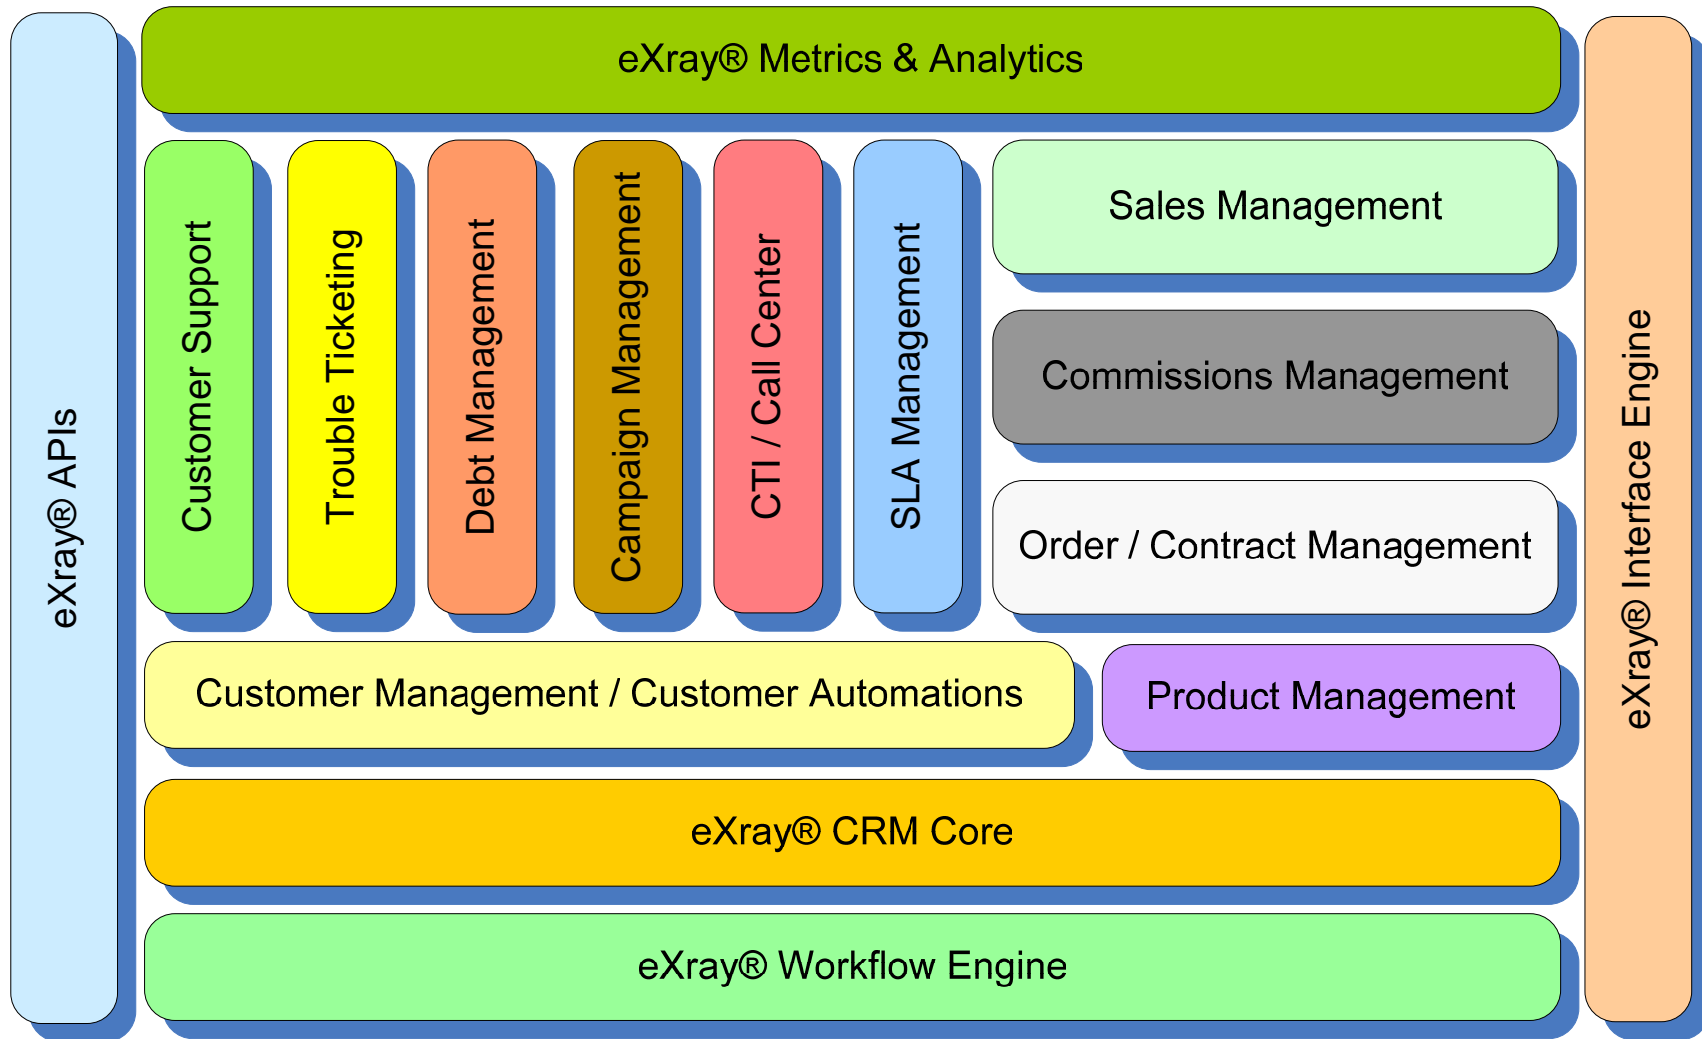 eXray® Metrics & Analytics
eXray® APIs
Customer Support
Trouble Ticketing
Debt Management
Campaign Management
CTI / Call Center
SLA Management
Sales Management
Commissions Management
Order / Contract Management
eXray® Interface Engine
Customer Management / Customer Automations
Product Management
eXray® CRM Core
eXray® Workflow Engine